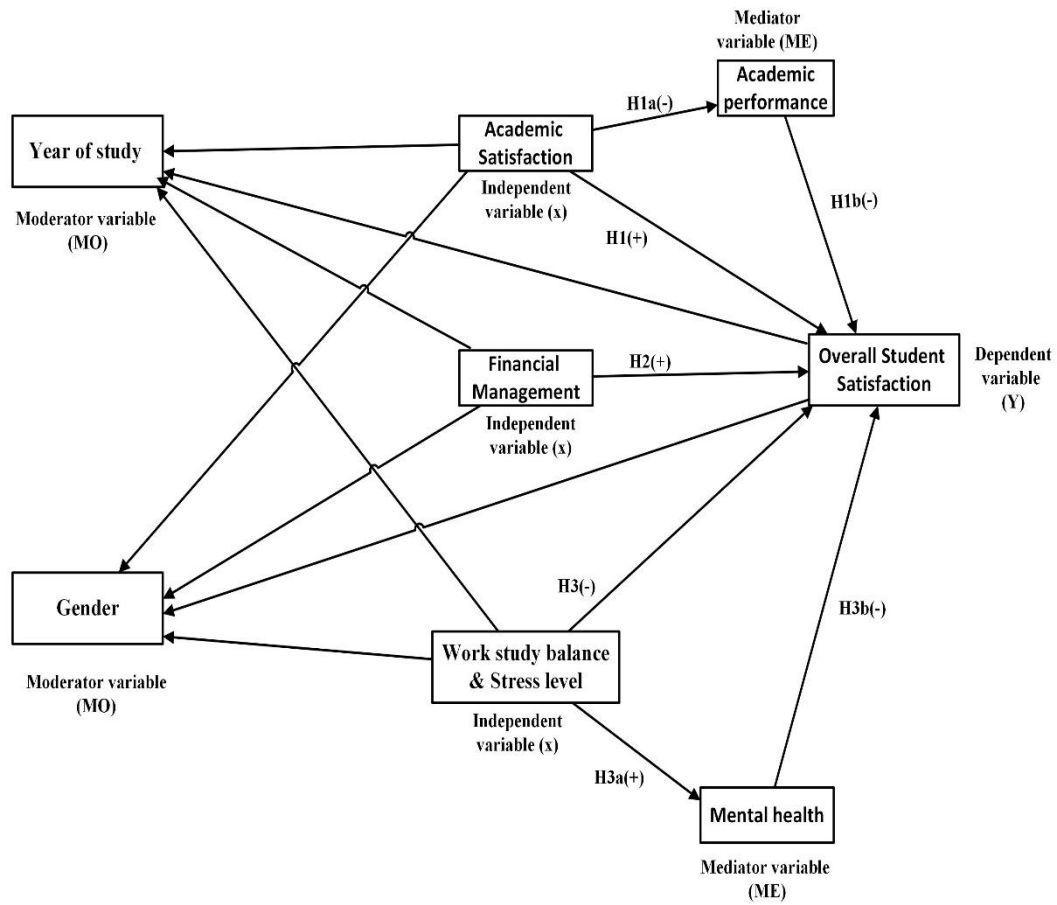 Mediator
variable (ME)
Academic
performance
H1a(-)
Academic
Satisfaction
Independent
variable (x)
Year of study
Moderator variable
(MO)
H1(+)
H1b(-)
Overall Student
Satisfaction
Dependent
variable
(Y)
Financial
Management
Independent
variable (x)
H2(+)
Gender
Moderator variable
(MO)
H3(-)
H3b(-)
Work study balance
& Stress level
Independent
variable (x)
H3a(+)
Mental health
Mediator variable
(ME)